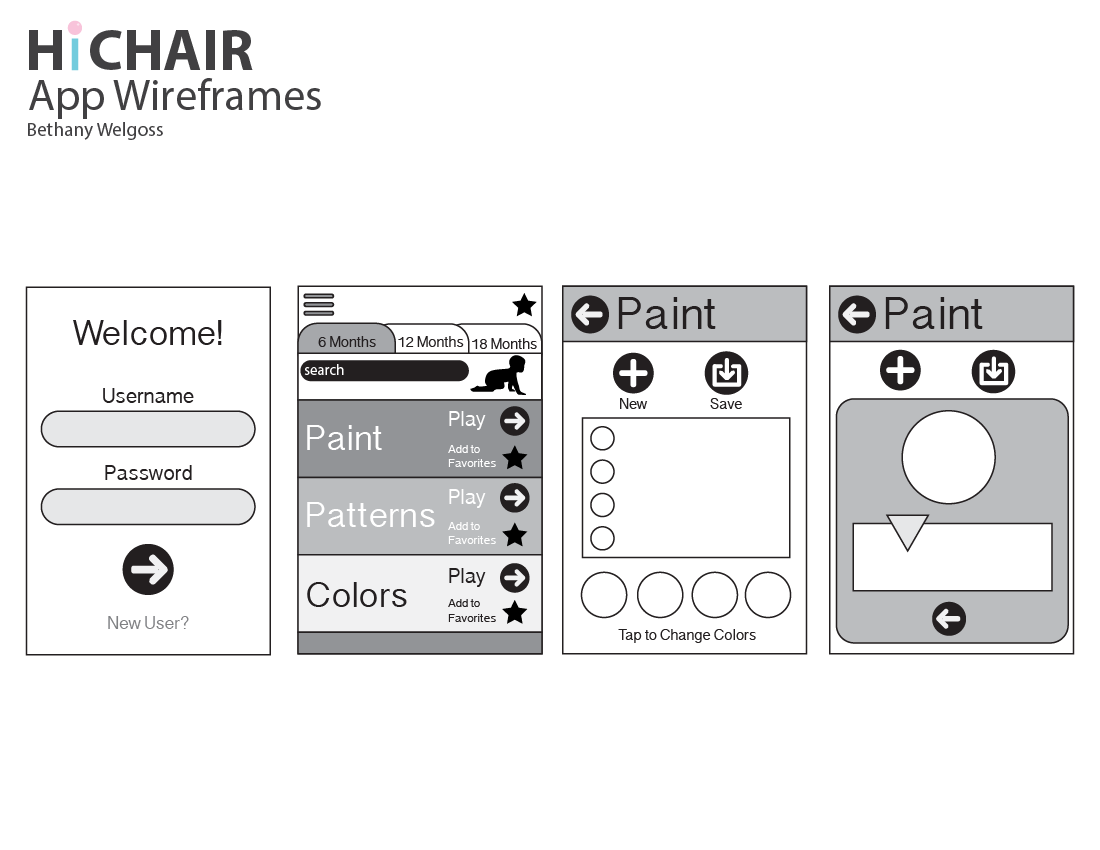 HiCHAIR
App Wireframes
Bethany Welgoss
Welcome!
Username
Password
New User?
6 Months
12 Months
18 Months
search
Paint
Play
Add to
Favorites
Patterns
Play
Add to
Favorites
Colors
Play
Add to
Favorites
Paint
New
Save
Tap to Change Colors
Paint